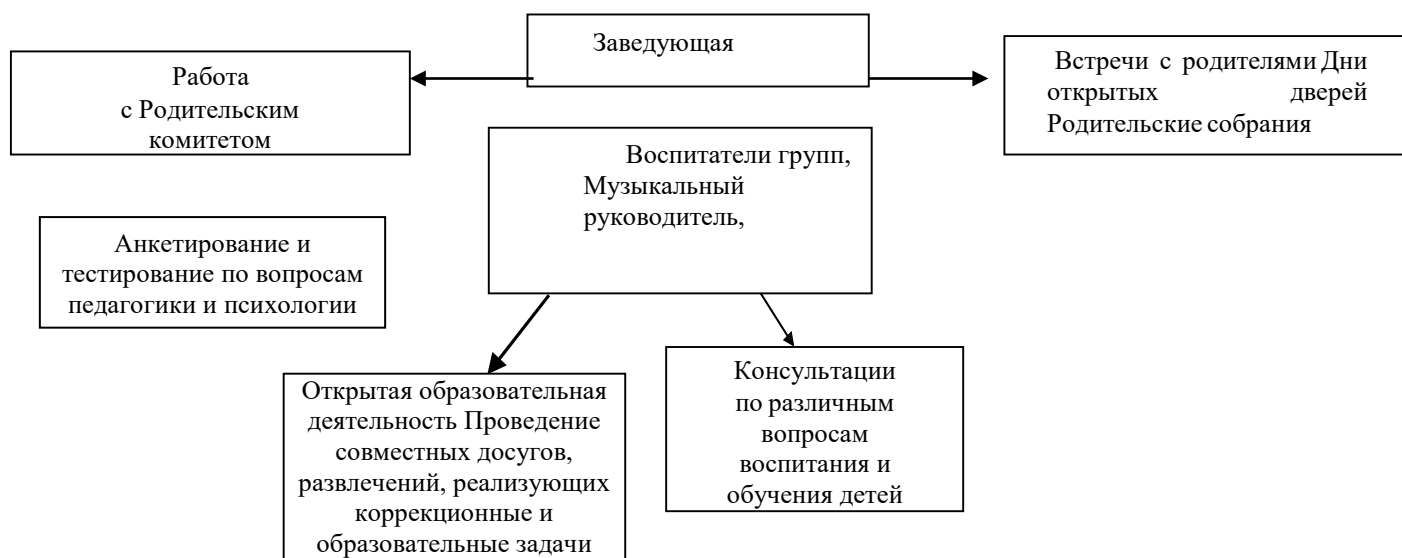 Заведующая
Работа
с Родительским
комитетом
Встречи с родителями Дни
открытых дверей
Родительские собрания
Воспитатели групп,
Музыкальный
руководитель,
Анкетирование и
тестирование по вопросам
педагогики и психологии
Открытая образовательная
деятельность Проведение
совместных досугов,
развлечений, реализующих
коррекционные и
образовательные задачи
Консультации
по различным
вопросам
воспитания и
обучения детей